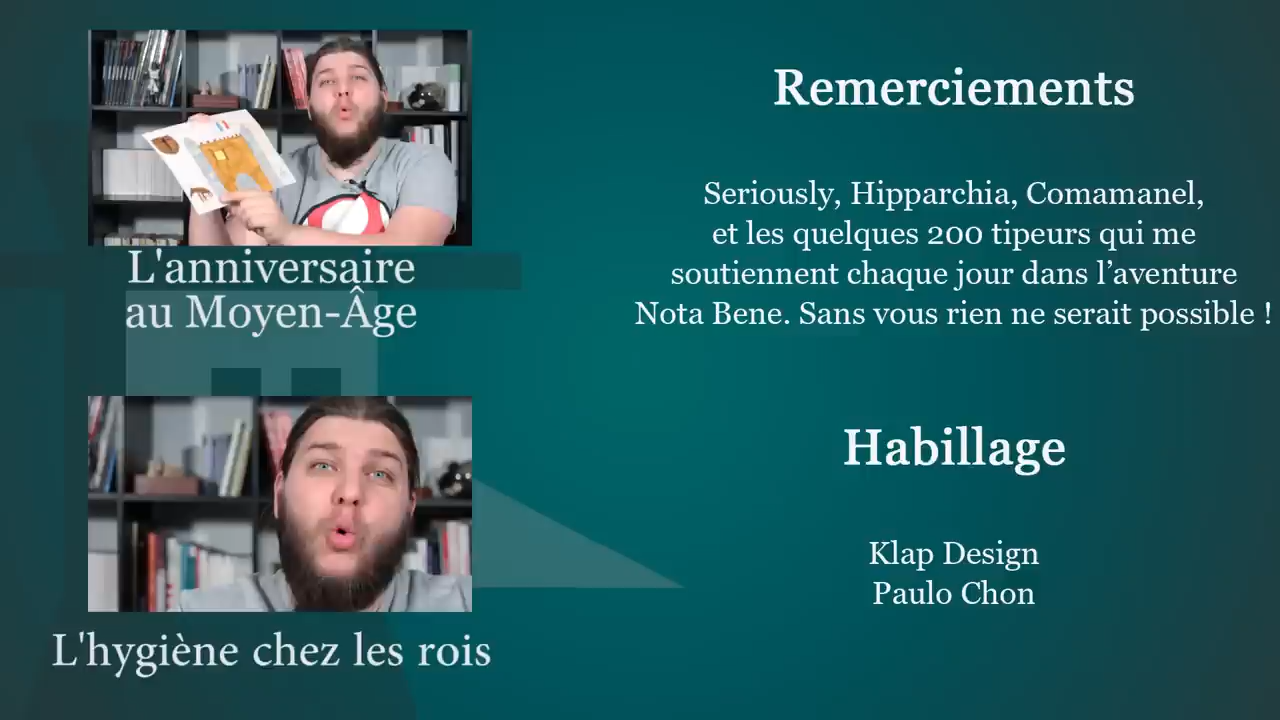 L'anniversaire
au Moyen-Âge
L'hygiène chez les rois
Remerciements
Seriously, Hipparchia, Comamanel,
et les quelques 200 tipeurs qui me
soutiennent chaque jour dans l’aventure
Nota Bene. Sans vous rien ne serait possible !
Habillage
Klap Design
Paulo Chon